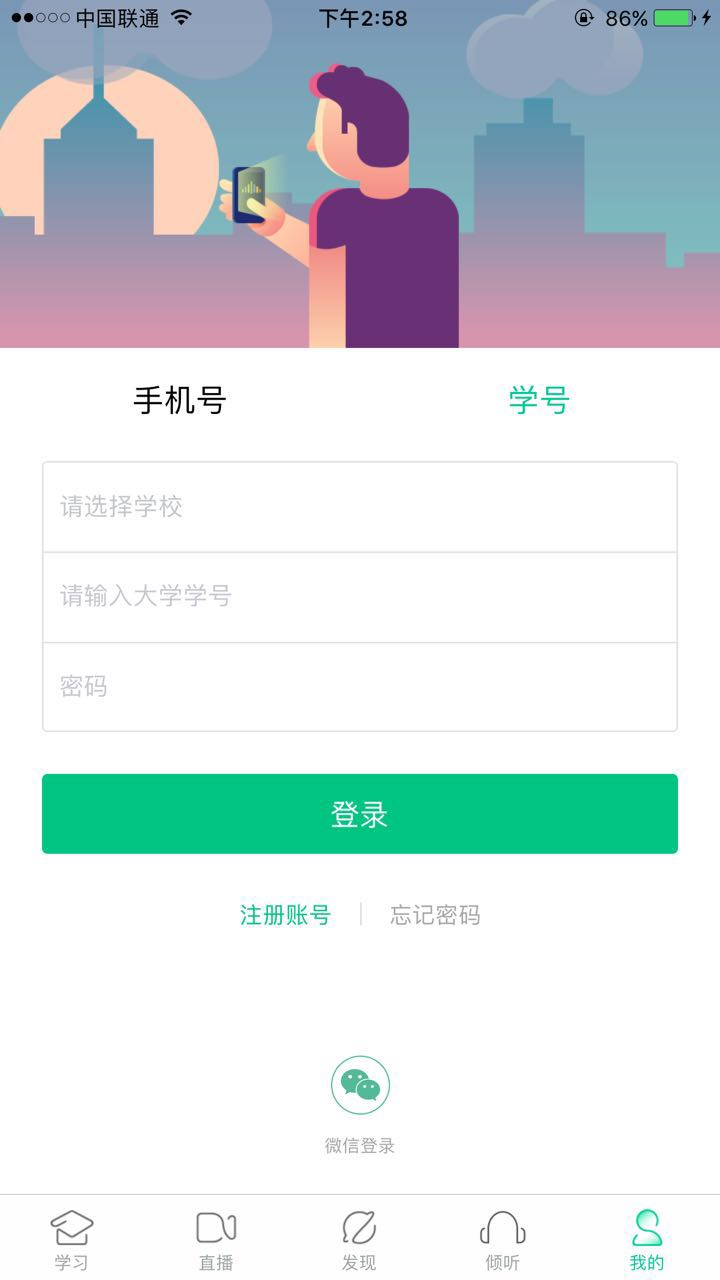 中国联通 下午2:58 86%
手机号 学号
请选择学校
请输入大学学号
密码
登录
注册账号 忘记密码
微信登录
学习 直播 发现 倾听 我的